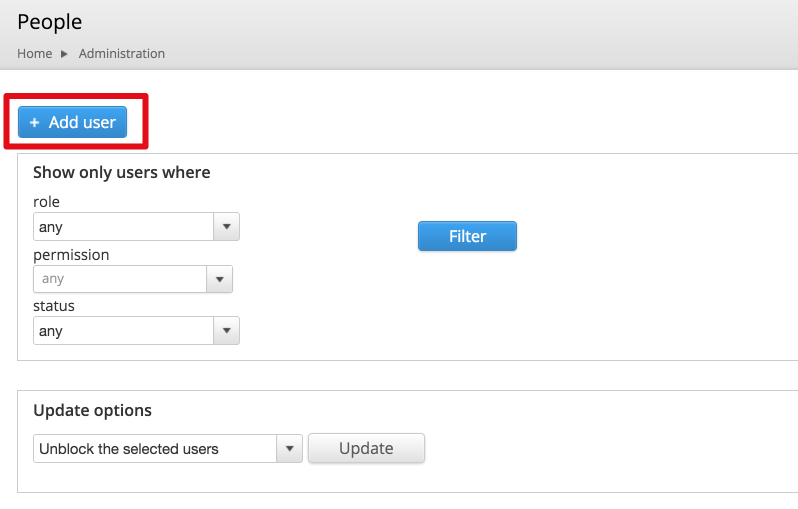 People
Home ▶ Administration
+ Add user
Show only users where
role
any
Filter
permission
any
status
any
Update options
Unblock the selected users
Update